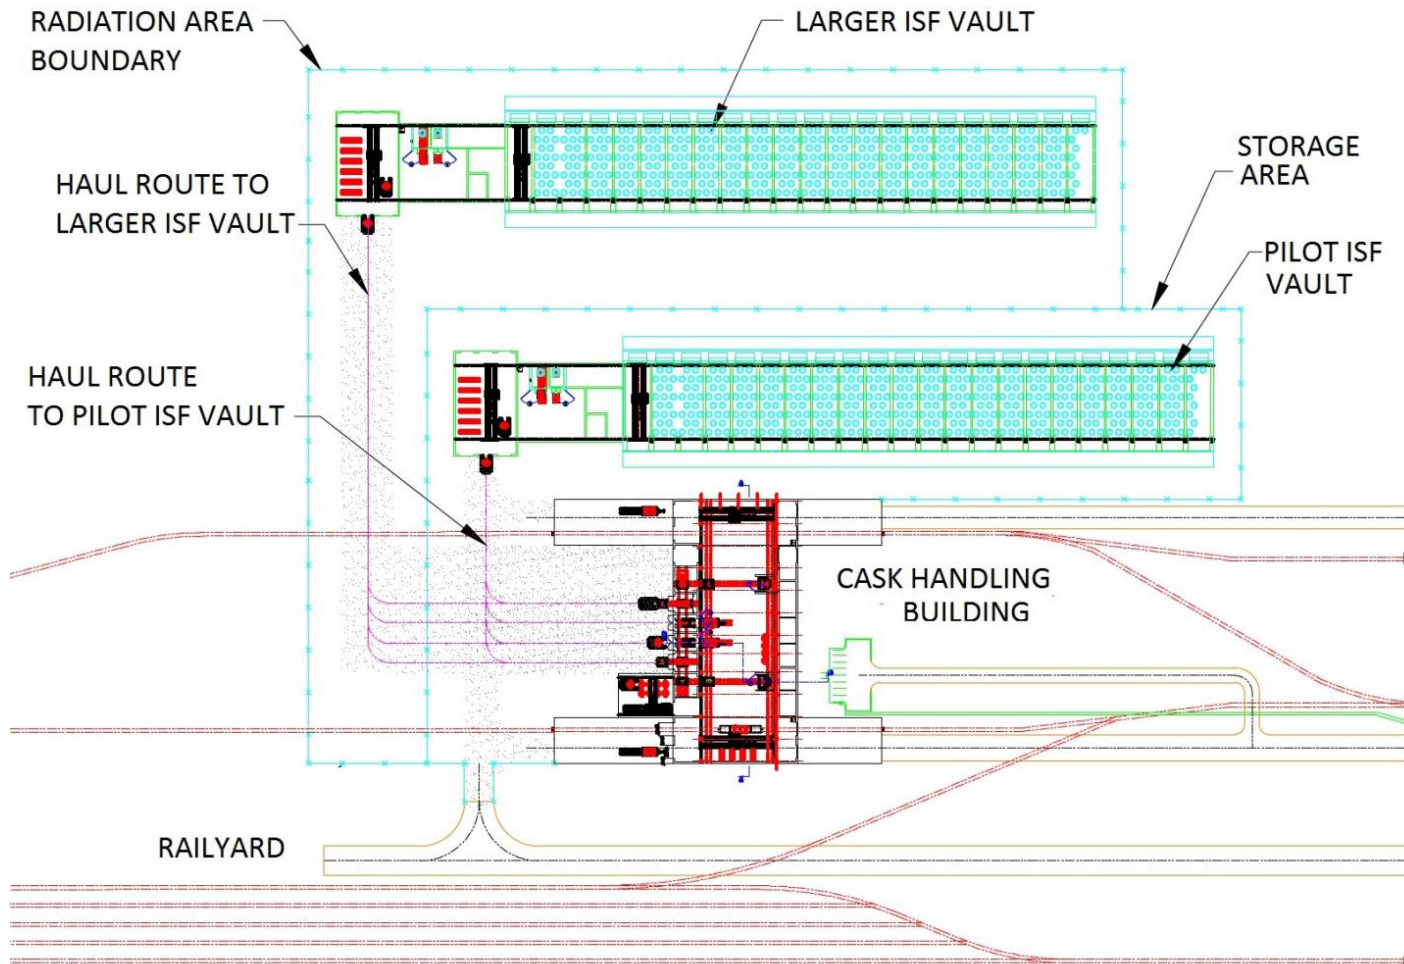 RADIATION AREA
BOUNDARY
LARGER ISF VAULT
STORAGE
AREA
HAUL ROUTE TO
LARGER ISF VAULT
PILOT ISF
VAULT
HAUL ROUTE
TO PILOT ISF VAULT
CASK HANDLING
BUILDING
RAILYARD